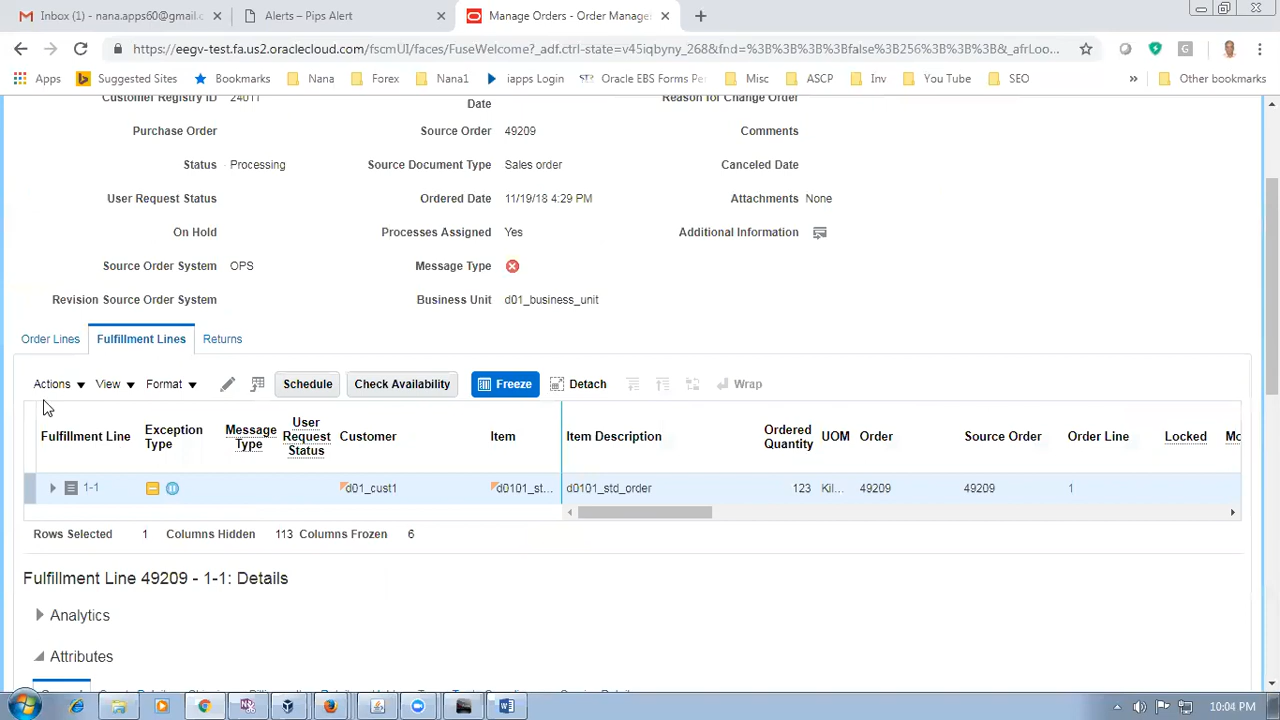 Inbox (1) - nana.apps60@gmail.c
Alerts – Pips Alert
Manage Orders - Order Manage
https://eegv-test.fa.us2.oraclecloud.com/fscmUI/faces/FuseWelcome?_adf.ctrl-state=v45iqbyny_268&fnd=%3B%3B%3B%3Bfalse%3B256%3B%3B%3B&_afrLoo...
Apps Suggested Sites Bookmarks Nana Forex Nana1 iapps Login Oracle EBS Forms Pe Misc ASCP Inv You Tube SEO » Other bookmarks
Customer Registry ID 24011
Date
Reason for Change Order
Purchase Order Source Order 49209 Comments
Status Processing Source Document Type Sales order Canceled Date
User Request Status Ordered Date 11/19/18 4:29 PM Attachments None
On Hold Processes Assigned Yes Additional Information
Source Order System OPS Message Type
Revision Source Order System Business Unit d01_business_unit
Order Lines Fulfillment Lines Returns
Actions View Format Schedule Check Availability Freeze Detach Wrap
Fulfillment Line
Exception Type
Message Type
User Request Status
Customer
Item
Item Description
Ordered Quantity
UOM
Order
Source Order
Order Line
Locked
Mo
1-1 d01_cust1 d0101_st... d0101_std_order 123 Kil... 49209 49209 1
Rows Selected 1 Columns Hidden 113 Columns Frozen 6
Fulfillment Line 49209 - 1-1: Details
Analytics
Attributes
10:04 PM